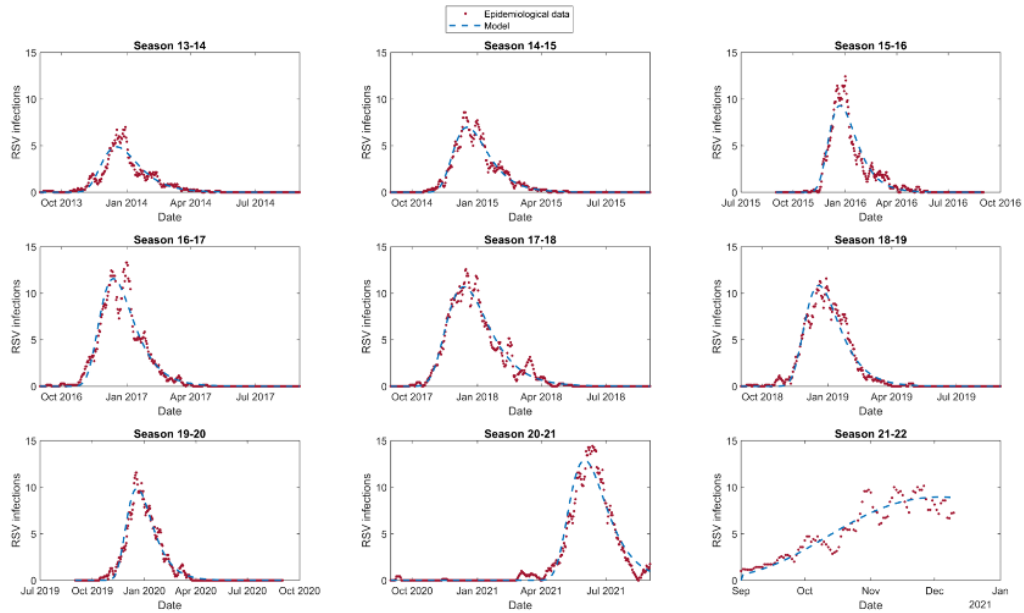 Epidemiological data
Model
Season 13-14
Season 14-15
Season 15-16
15
10
5
0
RSV infections
Oct 2013 Jan 2014 Apr 2014 Jul 2014
Date
15
10
5
0
RSV infections
Oct 2014 Jan 2015 Apr 2015 Jul 2015
Date
15
10
5
0
RSV infections
Jul 2015 Oct 2015 Jan 2016 Apr 2016 Jul 2016 Oct 2016
Date
Season 16-17
Season 17-18
Season 18-19
15
10
5
0
RSV infections
Oct 2016 Jan 2017 Apr 2017 Jul 2017
Date
15
10
5
0
RSV infections
Oct 2017 Jan 2018 Apr 2018 Jul 2018
Date
15
10
5
0
RSV infections
Oct 2018 Jan 2019 Apr 2019 Jul 2019
Date
Season 19-20
Season 20-21
Season 21-22
15
10
5
0
RSV infections
Jul 2019 Oct 2019 Jan 2020 Apr 2020 Jul 2020 Oct 2020
Date
15
10
5
0
RSV infections
Oct 2020 Jan 2021 Apr 2021 Jul 2021
Date
15
10
5
0
RSV infections
Sep Oct Nov Dec Jan
Date
2021